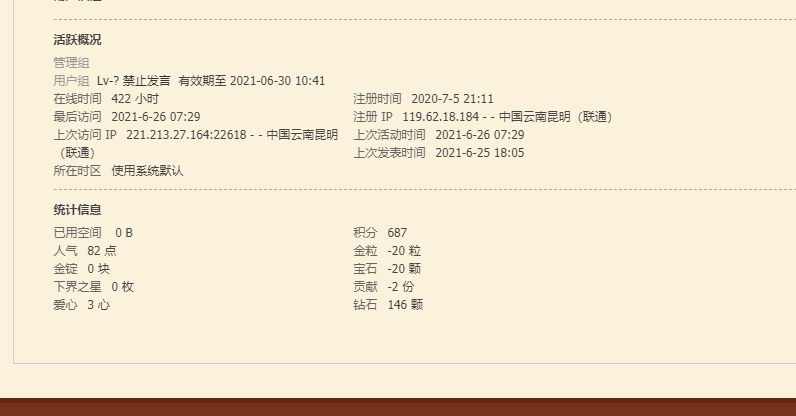 活跃概况
管理组
用户组 Lv-? 禁止发言 有效期至 2021-06-30 10:41
在线时间 422 小时 注册时间 2020-7-5 21:11
最后访问 2021-6-26 07:29 注册 IP 119.62.18.184 - - 中国云南昆明（联通）
上次访问 IP 221.213.27.164:22618 - - 中国云南昆明 上次活动时间 2021-6-26 07:29
（联通） 上次发表时间 2021-6-25 18:05
所在时区 使用系统默认
统计信息
已用空间 0 B 积分 687
人气 82 点 金粒 -20 粒
金锭 0 块 宝石 -20 颗
下界之星 0 枚 贡献 -2 份
爱心 3 心 钻石 146 颗